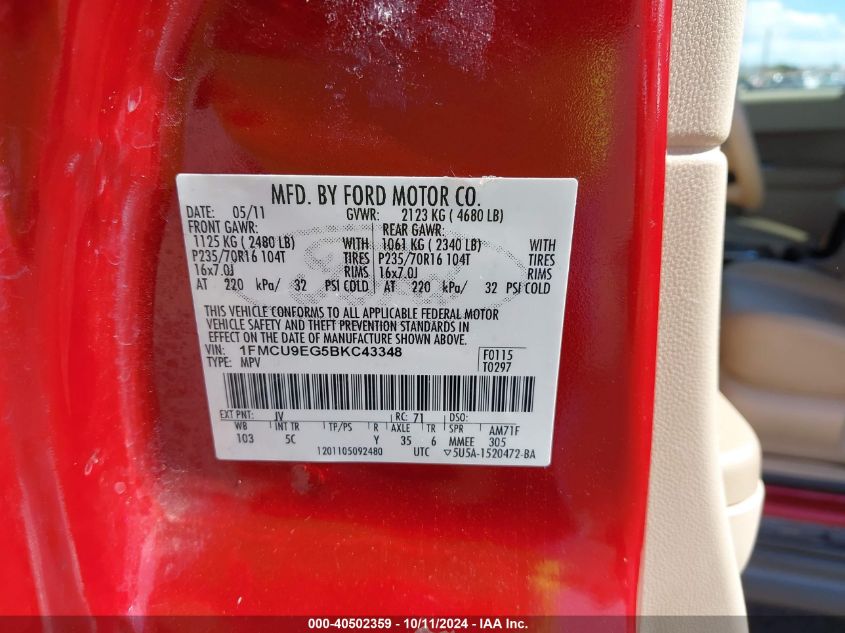 MFD. BY FORD MOTOR CO.
DATE: 05/11 GVWR: 2123 KG ( 4680 LB)
FRONT GAWR: REAR GAWR:
1125 KG ( 2480 LB) WITH 1061 KG ( 2340 LB) WITH
P235/70R16 104T TIRES P235/70R16 104T TIRES
16x7.0J RIMS 16x7.0J RIMS
AT 220 kPa/ 32 PSI COLD AT 220 kPa/ 32 PSI COLD
THIS VEHICLE CONFORMS TO ALL APPLICABLE FEDERAL MOTOR
VEHICLE SAFETY AND THEFT PREVENTION STANDARDS IN
EFFECT ON THE DATE OF MANUFACTURE SHOWN ABOVE.
VIN: 1FMCU9EG5BKC43348 F0115
TYPE: MPV T0297
EXT PNT: JV RC: 71 DSO:
WB INT TR TP/PS R AXLE TR SPR AM71F
103 5C Y 35 6 MMEE 305
1201105092480 UTC ▽5U5A-1520472-BA
000-40502359 - 10/11/2024 - IAA Inc.